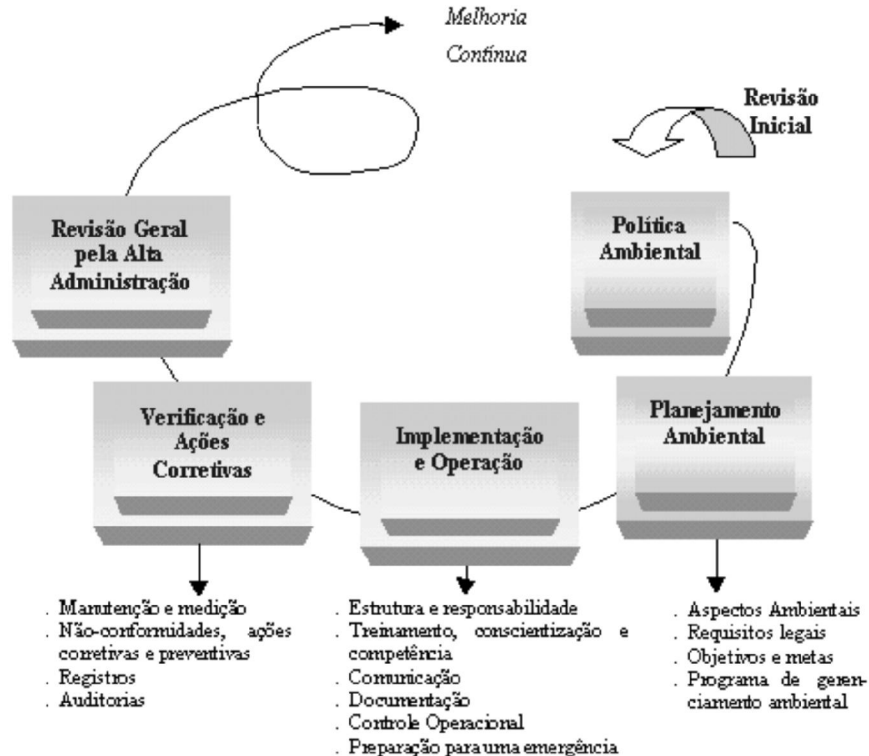 Melhoria
Contínua
Revisão
Inicial
Revisão Geral
pela Alta
Administração
Política
Ambiental
Verificação e
Ações
Corretivas
Implementação
e Operação
Planejamento
Ambiental
. Manutenção e medição
. Não-conformidades, ações
corretivas e preventivas
. Registros
. Auditorias
. Estrutura e responsabilidade
. Treinamento, conscientização e
competência
. Comunicação
. Documentação
. Controle Operacional
. Preparação para uma emergência
. Aspectos Ambientais
. Requisitos legais
. Objetivos e metas
. Programa de geren-
ciamento ambiental